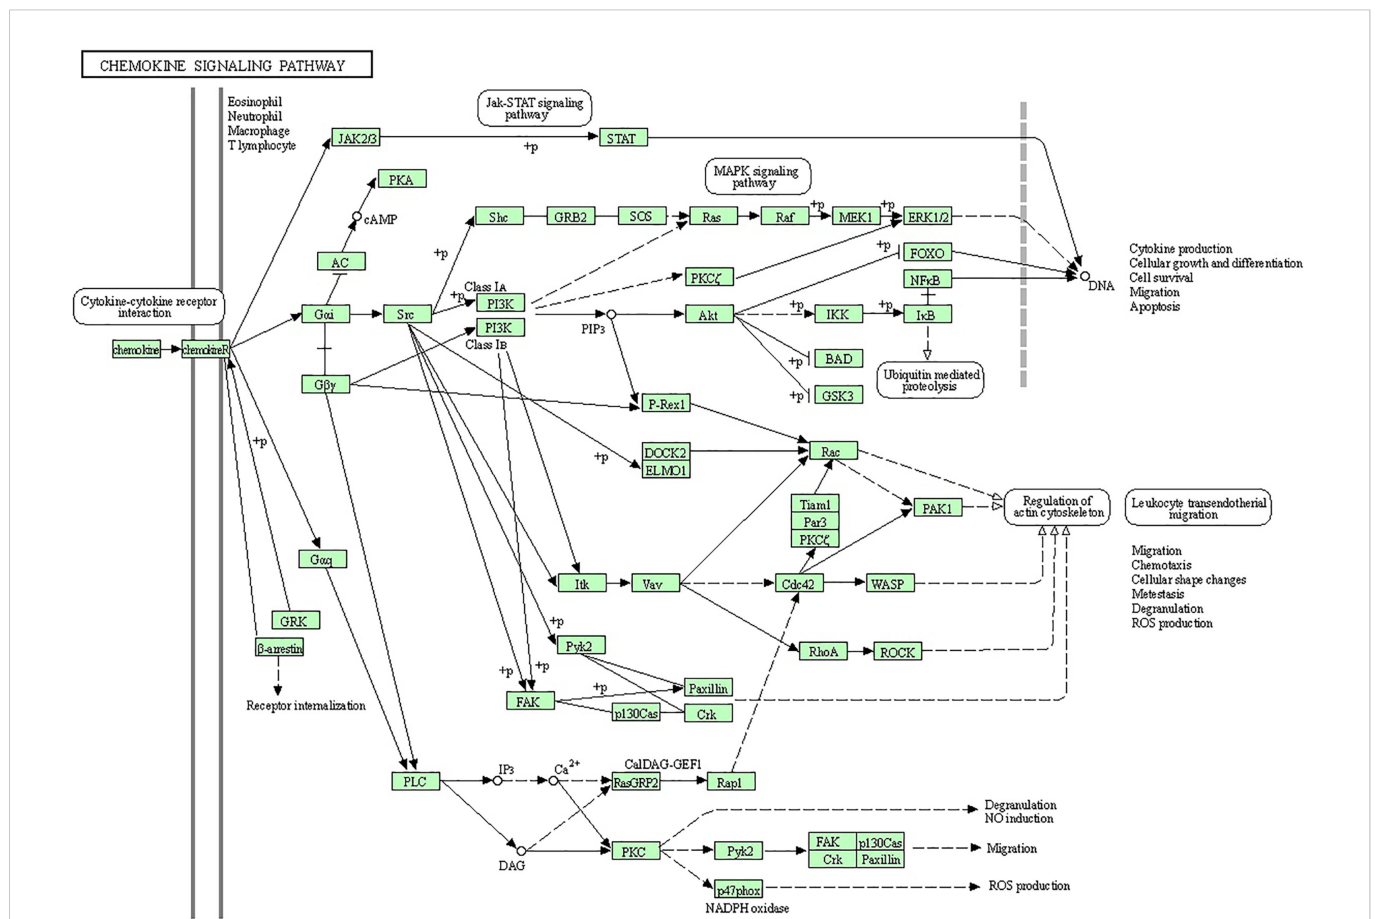 CHEMOKINE SIGNALING PATHWAY
Eosinophil
Neutrophil
Macrophage
T lymphocyte
Jak-STAT signaling
pathway
JAK2/3
+p
STAT
PKA
cAMP
MAPK signaling
pathway
Shc
GRB2
SOS
Ras
Raf
+p
MEK1
+p
ERK1/2
+p
AC
+p
FOXO
Cytokine production
Cellular growth and differentiation
Cell survival
Migration
Apoptosis
PKCζ
NFκB
DNA
Cytokine-cytokine receptor
interaction
Class IA
+p
PI3K
Gαi
Src
PI3K
Class IB
PIP3
Akt
+p
IKK
+p
IκB
chemokine
chemokineR
+p
BAD
Ubiquitin mediated
proteolysis
Gβγ
+p
GSK3
P-Rex1
+p
+p
DOCK2
ELMO1
Rac
Tiam1
Par3
PKCζ
PAK1
Regulation of
actin cytoskeleton
Leukocyte transendotherial
migration
Gαq
Itk
Vav
Cdc42
WASP
Migration
Chemotaxis
Cellular shape changes
Metestasis
Degranulation
ROS production
GRK
β-arrestin
+p
Pyk2
RhoA
ROCK
+p
+p
FAK
+p
Paxillin
p130Cas
Crk
Receptor internalization
PLC
IP3
Ca2+
CalDAG-GEF1
RasGRP2
Rap1
Degranulation
NO induction
DAG
PKC
Pyk2
FAK
p130Cas
Crk
Paxillin
Migration
p47phox
ROS production
NADPH oxidase